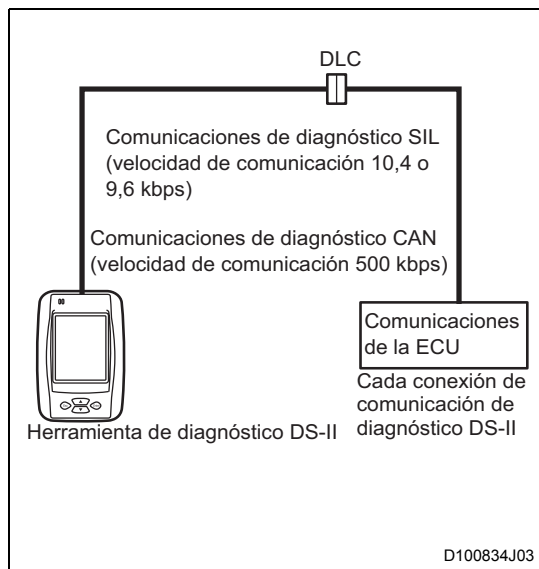 DLC
Comunicaciones de diagnóstico SIL
(velocidad de comunicación 10,4 o
9,6 kbps)
Comunicaciones de diagnóstico CAN
(velocidad de comunicación 500 kbps)
Comunicaciones
de la ECU
Cada conexión de
comunicación de
diagnóstico DS-II
Herramienta de diagnóstico DS-II
D100834J03